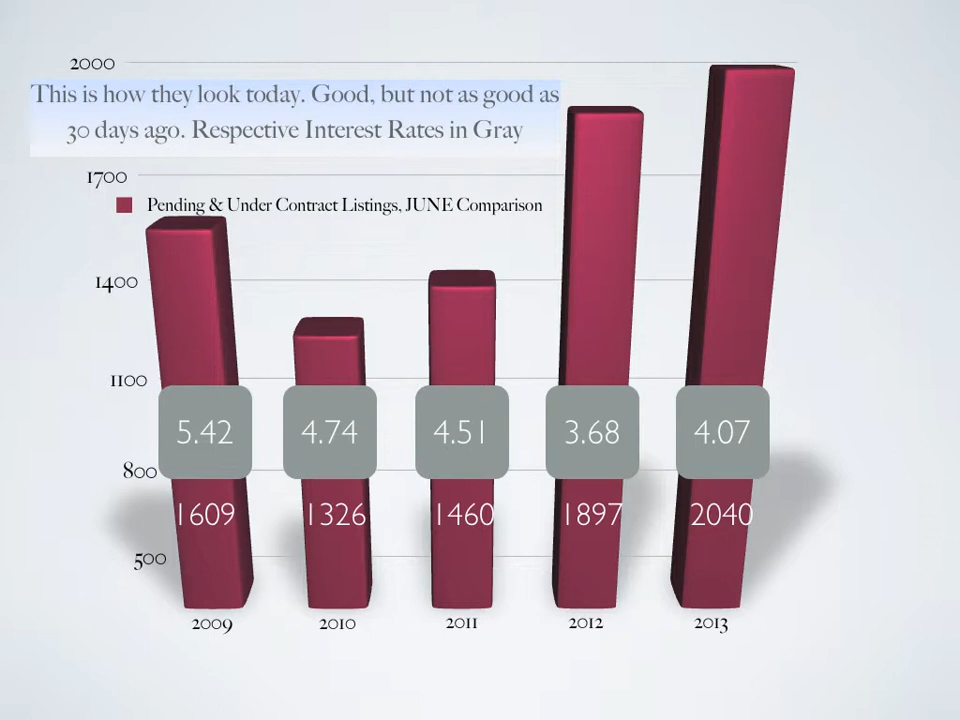 2000
This is how they look today. Good, but not as good as
30 days ago. Respective Interest Rates in Gray
1700
Pending & Under Contract Listings, JUNE Comparison
1400
1100
5.42 4.74 4.51 3.68 4.07
800
1609 1326 1460 1897 2040
500
2009 2010 2011 2012 2013